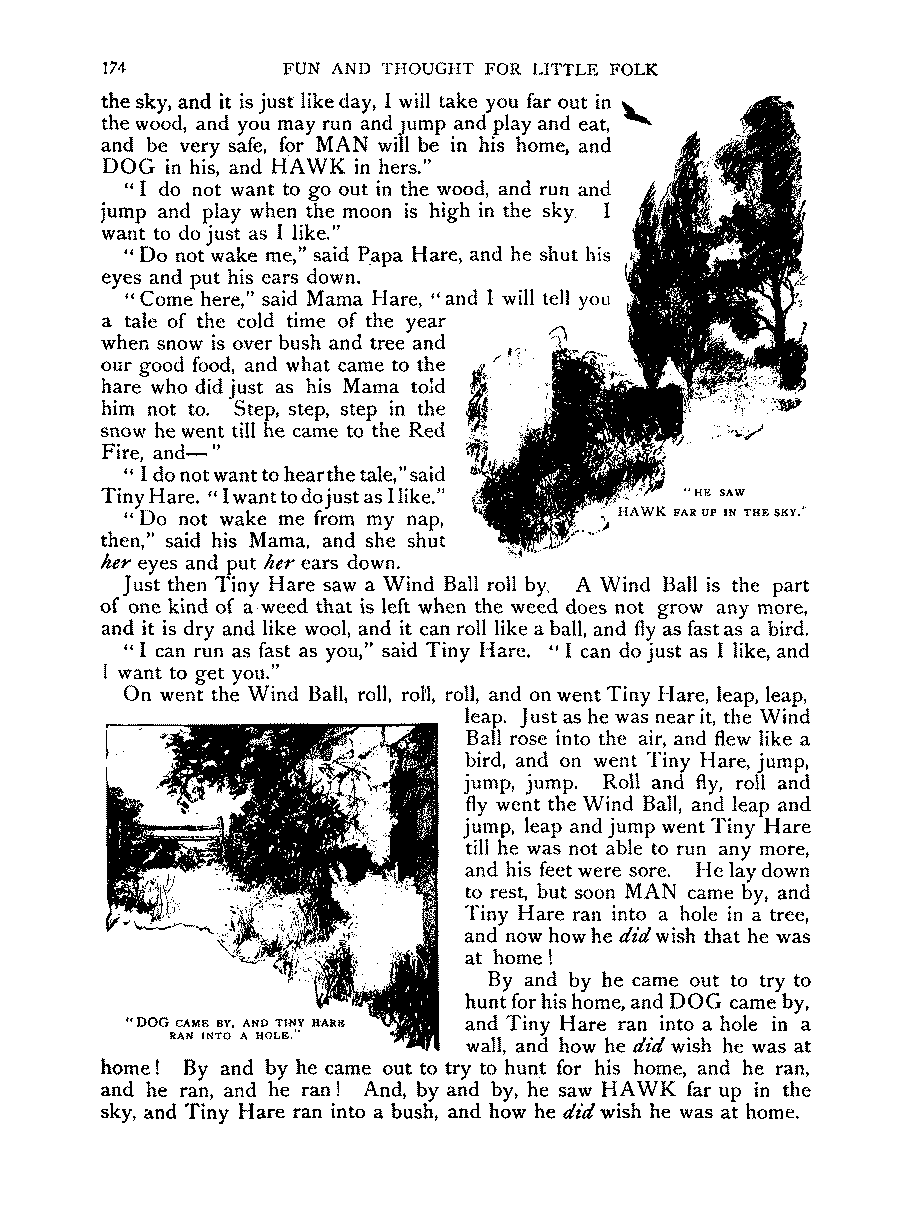 174 FUN AND THOUGHT FOR LITTLE FOLK
the sky, and it is just like day, I will take you far out in
the wood, and you may run and jump and play and eat,
and be very safe, for MAN will be in his home, and
DOG in his, and HAWK in hers."
"I do not want to go out in the wood, and run and
jump and play when the moon is high in the sky. I
want to do just as I like."
"Do not wake me," said Papa Hare, and he shut his
eyes and put his ears down.
"Come here," said Mama Hare, "and I will tell you
a tale of the cold time of the year
when snow is over bush and tree and
our good food, and what came to the
hare who did just as his Mama told
him not to. Step, step, step in the
snow he went till he came to the Red
Fire, and—"
"I do not want to hear the tale," said
Tiny Hare. "I want to do just as I like."
"Do not wake me from my nap,
then," said his Mama, and she shut
her eyes and put her ears down.
"HE SAW
HAWK FAR UP IN THE SKY."
Just then Tiny Hare saw a Wind Ball roll by. A Wind Ball is the part
of one kind of a weed that is left when the weed does not grow any more,
and it is dry and like wool, and it can roll like a ball, and fly as fast as a bird.
"I can run as fast as you," said Tiny Hare. "I can do just as I like, and
I want to get you."
On went the Wind Ball, roll, roll, roll, and on went Tiny Hare, leap, leap,
leap. Just as he was near it, the Wind
Ball rose into the air, and flew like a
bird, and on went Tiny Hare, jump,
jump, jump. Roll and fly, roll and
fly went the Wind Ball, and leap and
jump, leap and jump went Tiny Hare
till he was not able to run any more,
and his feet were sore. He lay down
to rest, but soon MAN came by, and
Tiny Hare ran into a hole in a tree,
and now how he did wish that he was
at home!
By and by he came out to try to
hunt for his home, and DOG came by,
and Tiny Hare ran into a hole in a
wall, and how he did wish he was at
"DOG CAME BY, AND TINY HARE
RAN INTO A HOLE."
home! By and by he came out to try to hunt for his home, and he ran,
and he ran, and he ran! And, by and by, he saw HAWK far up in the
sky, and Tiny Hare ran into a bush, and how he did wish he was at home.